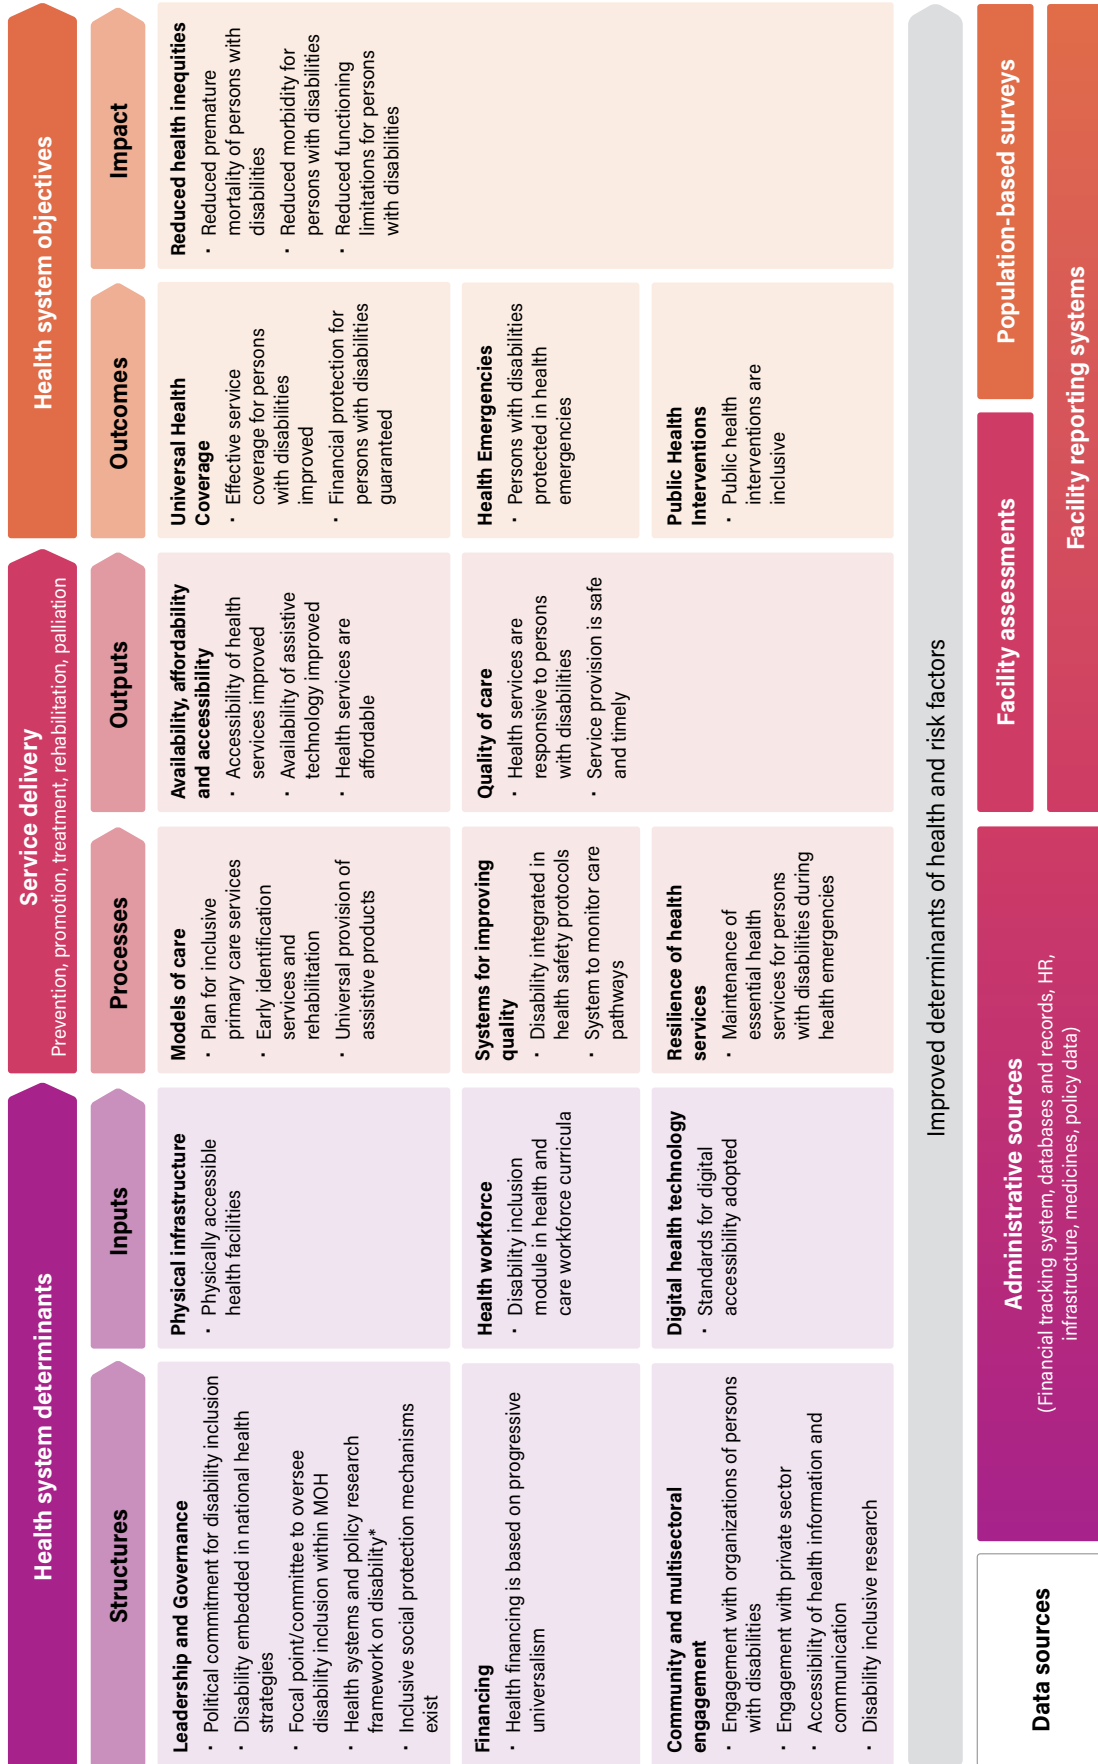 Health system determinants
Service delivery
Prevention, promotion, treatment, rehabilitation, palliation
Health system objectives
Structures
Inputs
Processes
Outputs
Outcomes
Impact
Leadership and Governance
· Political commitment for disability inclusion
· Disability embedded in national health
strategies
· Focal point/committee to oversee
disability inclusion within MOH
· Health systems and policy research
framework on disability*
· Inclusive social protection mechanisms
exist
Financing
· Health financing is based on progressive
universalism
Community and multisectoral
engagement
· Engagement with organizations of persons
with disabilities
· Engagement with private sector
· Accessibility of health information and
communication
· Disability inclusive research
Physical infrastructure
· Physically accessible
health facilities
Health workforce
· Disability inclusion
module in health and
care workforce curricula
Digital health technology
· Standards for digital
accessibility adopted
Models of care
· Plan for inclusive
primary care services
· Early identification
services and
rehabilitation
· Universal provision of
assistive products
Systems for improving
quality
· Disability integrated in
health safety protocols
· System to monitor care
pathways
Resilience of health
services
· Maintenance of
essential health
services for persons
with disabilities during
health emergencies
Availability, affordability
and accessibility
· Accessibility of health
services improved
· Availability of assistive
technology improved
· Health services are
affordable
Quality of care
· Health services are
responsive to persons
with disabilities
· Service provision is safe
and timely
Universal Health
Coverage
· Effective service
coverage for persons
with disabilities
improved
· Financial protection for
persons with disabilities
guaranteed
Health Emergencies
· Persons with disabilities
protected in health
emergencies
Public Health
Interventions
· Public health
interventions are
inclusive
Reduced health inequities
· Reduced premature
mortality of persons with
disabilities
· Reduced morbidity for
persons with disabilities
· Reduced functioning
limitations for persons
with disabilities
Improved determinants of health and risk factors
Data sources
Administrative sources
(Financial tracking system, databases and records, HR,
infrastructure, medicines, policy data)
Facility assessments
Population-based surveys
Facility reporting systems